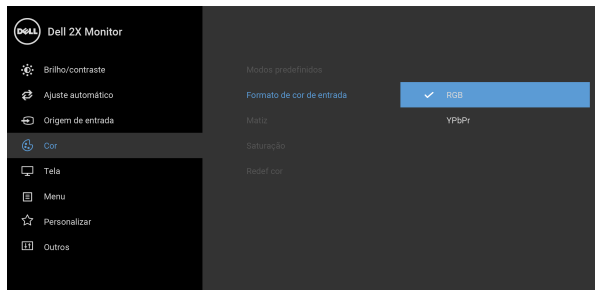 DELL Dell 2X Monitor
Brilho/contraste
Modos predefinidos
Ajuste automático
Formato de cor de entrada
RGB
Origem de entrada
Matiz
YPbPr
Cor
Saturação
Tela
Redef cor
Menu
Personalizar
Outros